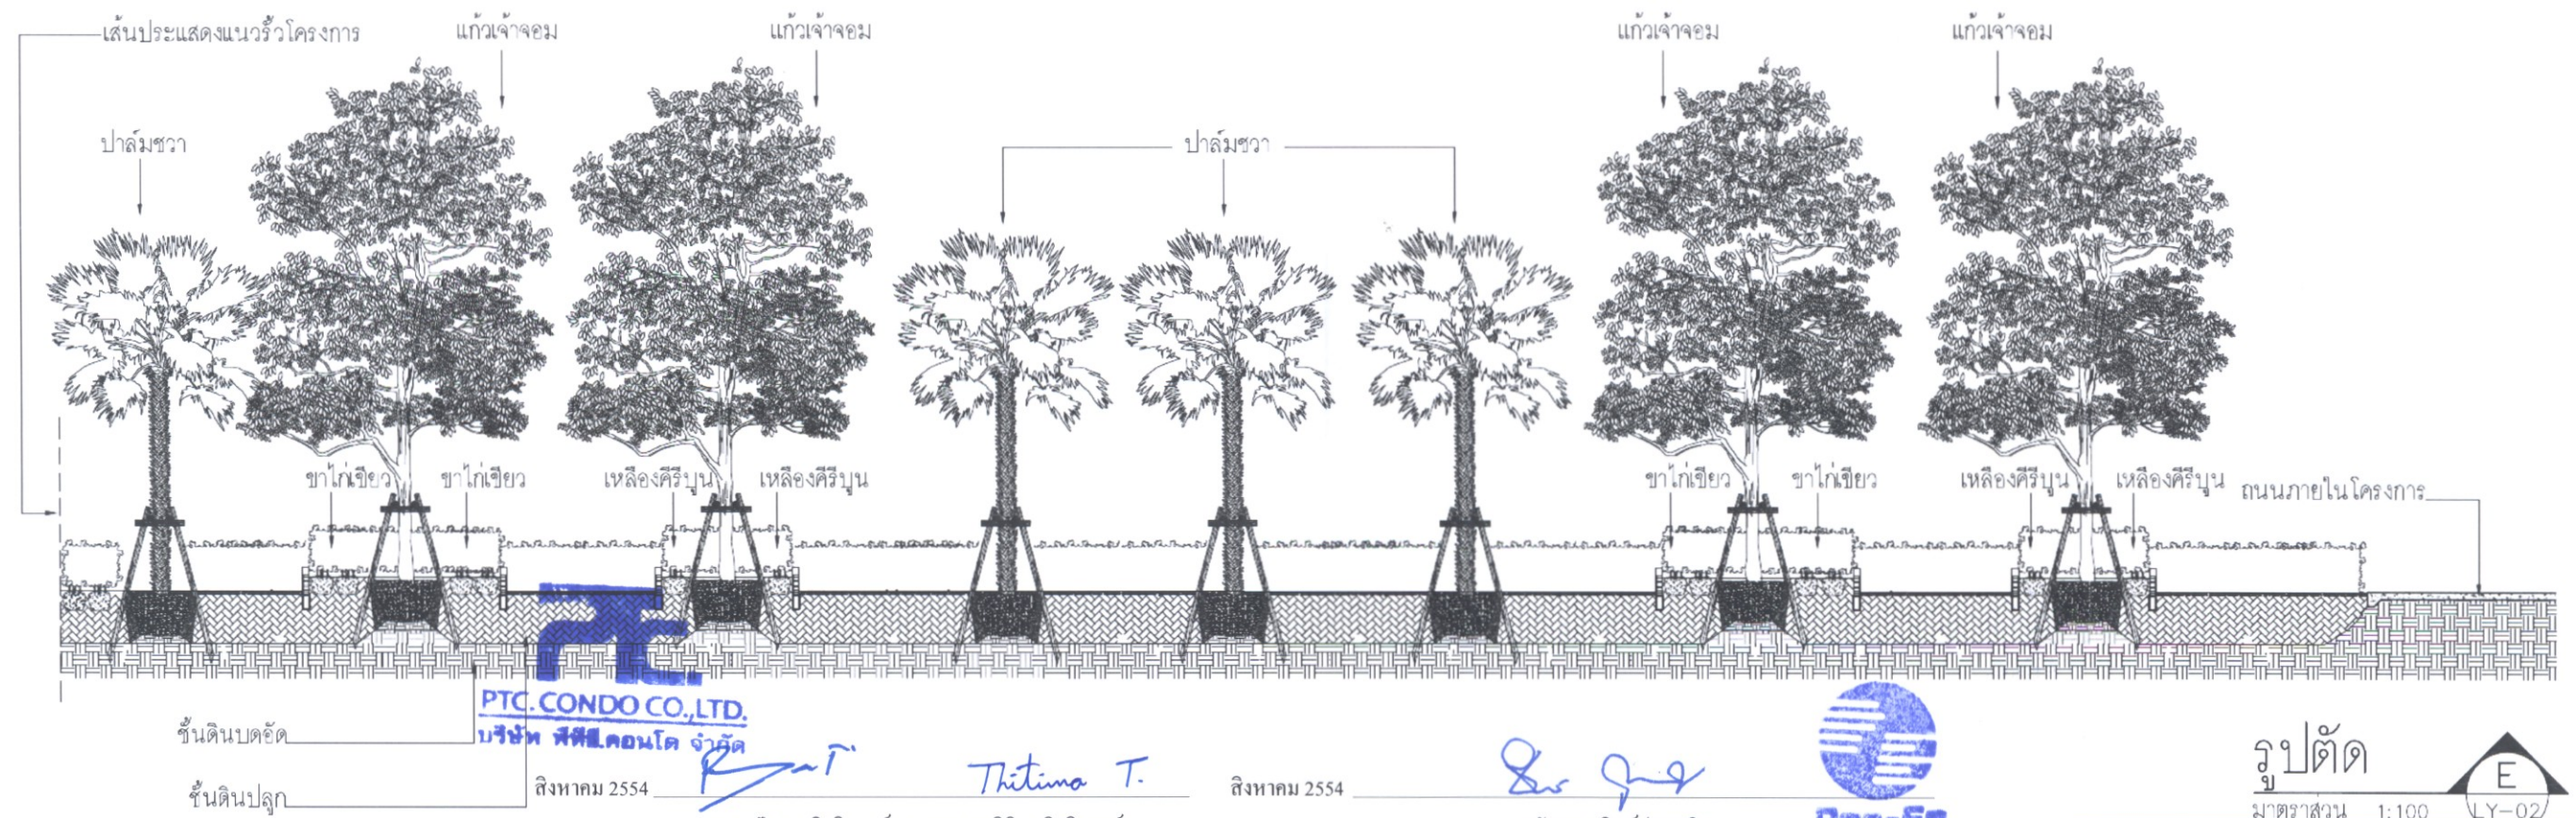 เส้นประแสดงแนวรั้วโครงการ
แก้วเจ้าจอม
แก้วเจ้าจอม
แก้วเจ้าจอม
แก้วเจ้าจอม
ปาล์มชวา
ปาล์มชวา
ขาไก่เขียว
ขาไก่เขียว
เหลืองคีรีบูน
เหลืองคีรีบูน
ขาไก่เขียว
ขาไก่เขียว
เหลืองคีรีบูน
เหลืองคีรีบูน
ถนนภายในโครงการ
PTC. CONDO CO.,LTD.
บริษัท พีทีซี.คอนโด จำกัด
ชั้นดินบดอัด
ชั้นดินปลูก
สิงหาคม 2554
Thitima T.
สิงหาคม 2554
รูปตัด
มาตราส่วน 1:100
E
LY-02